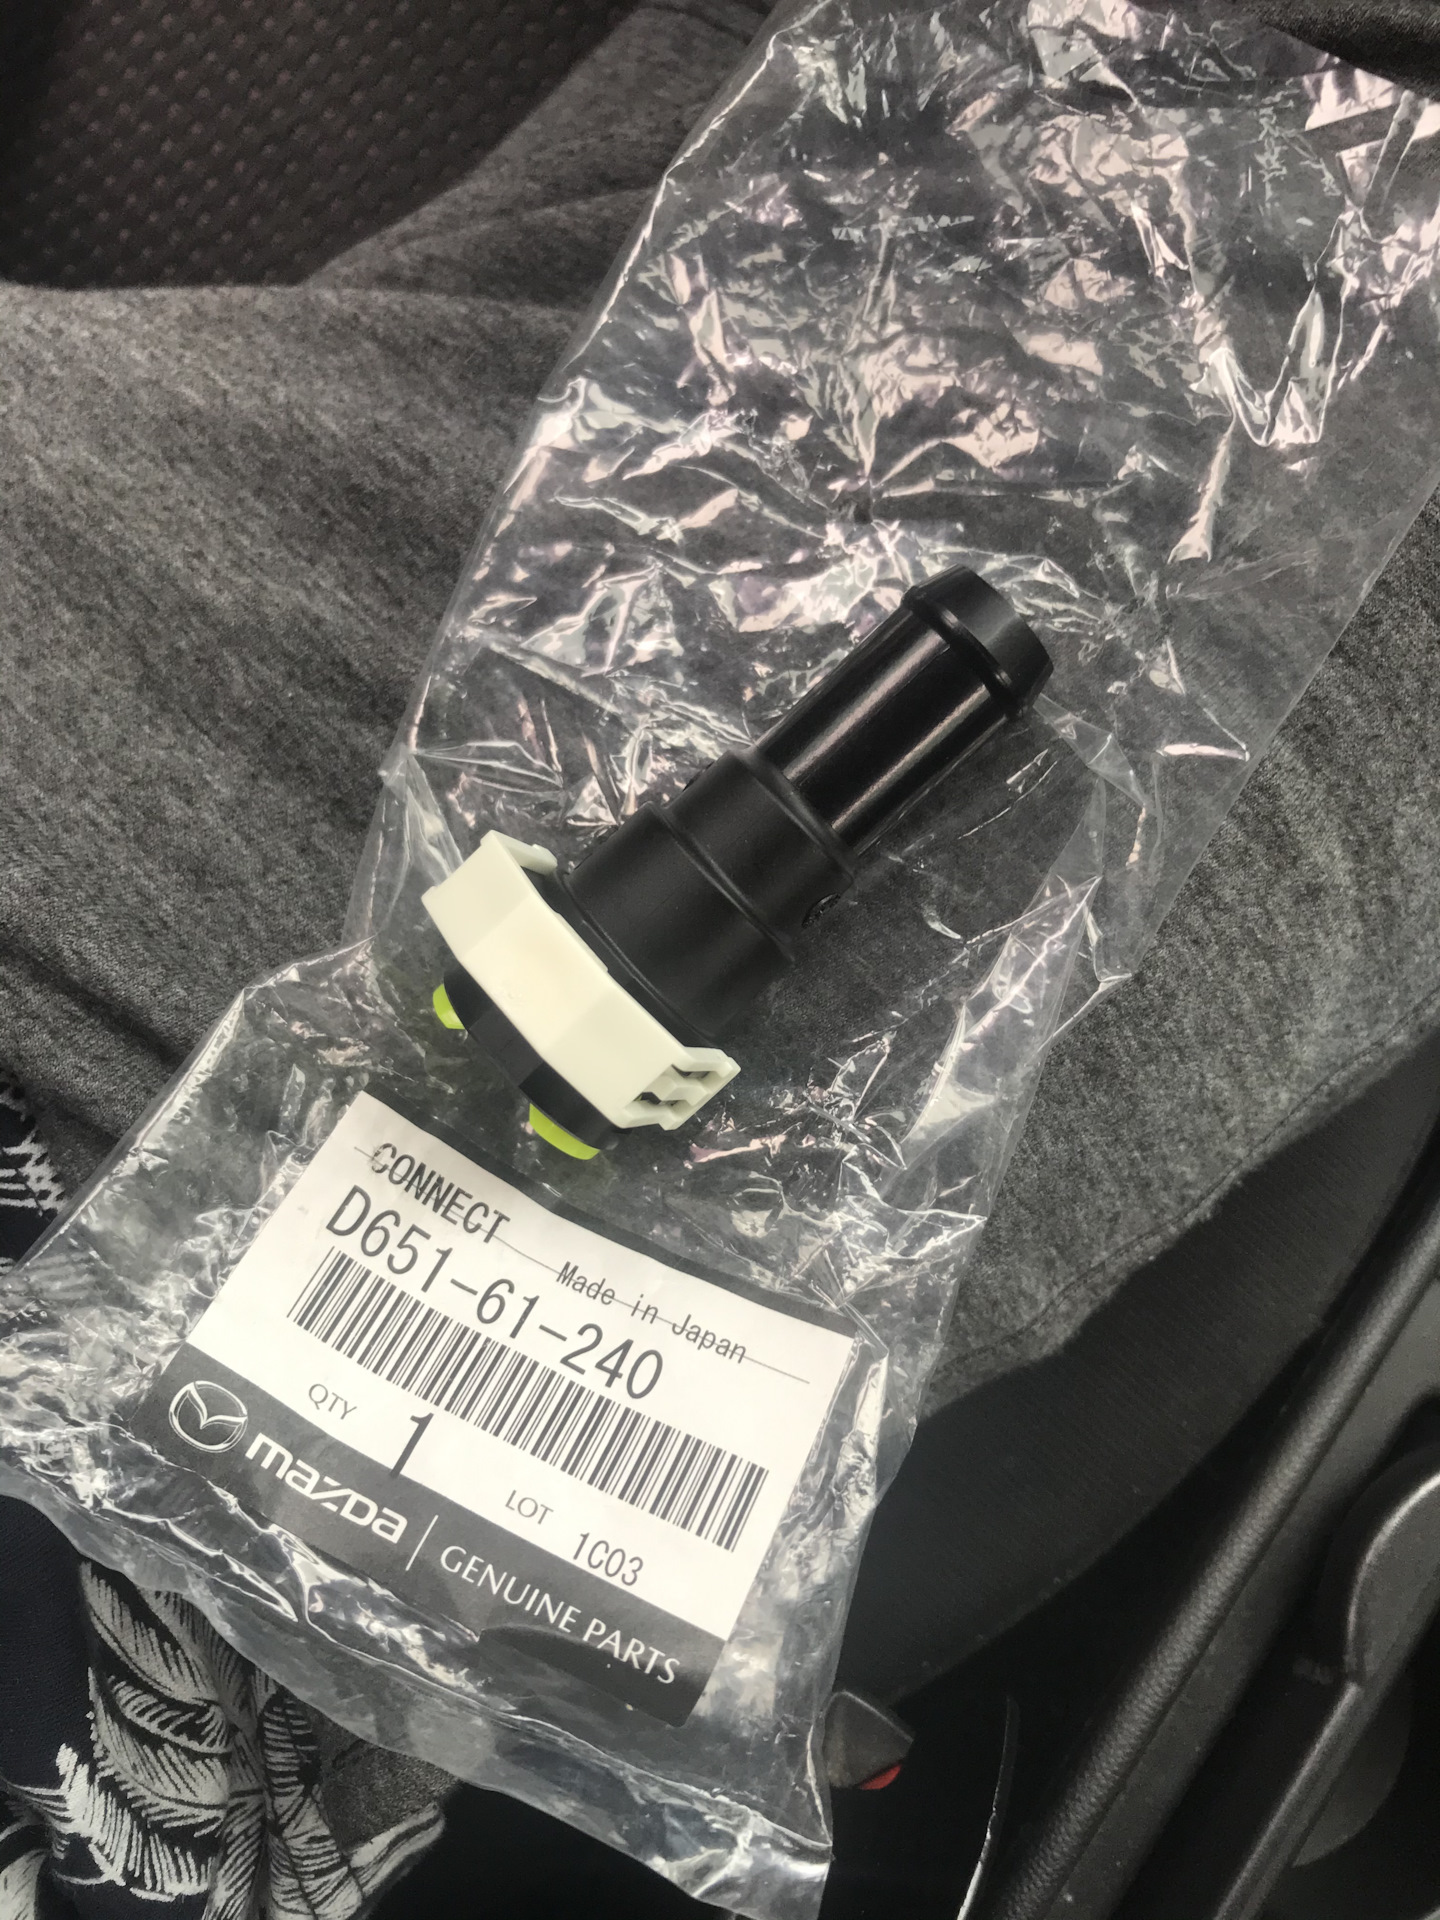 CONNECT
Made in Japan
D651-61-240
QTY 1
LOT 1C03
mazda | GENUINE PARTS